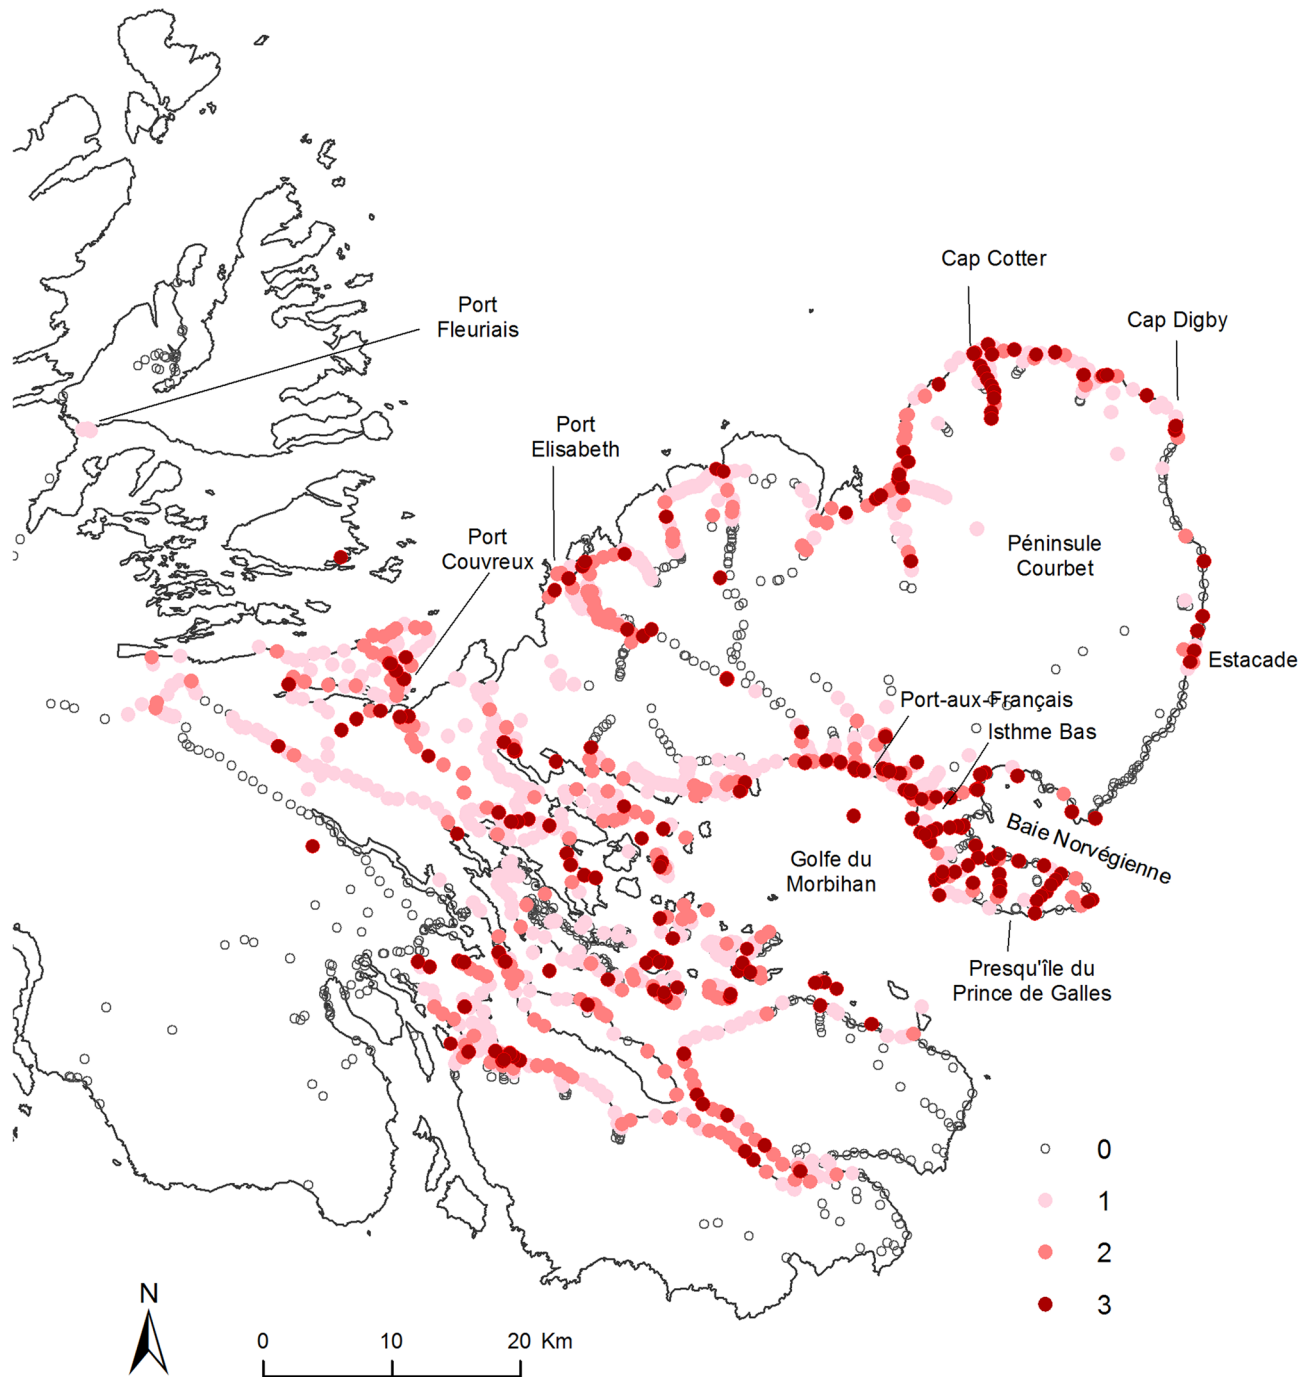 Cap Cotter
Port
Fleuriais
Cap Digby
Port
Elisabeth
Port
Couvreux
Péninsule
Courbet
Estacade
Port-aux-Français
Isthme Bas
Baie Norvégienne
Golfe du
Morbihan
Presqu'île du
Prince de Galles
0
1
2
3
N
0 10 20 Km